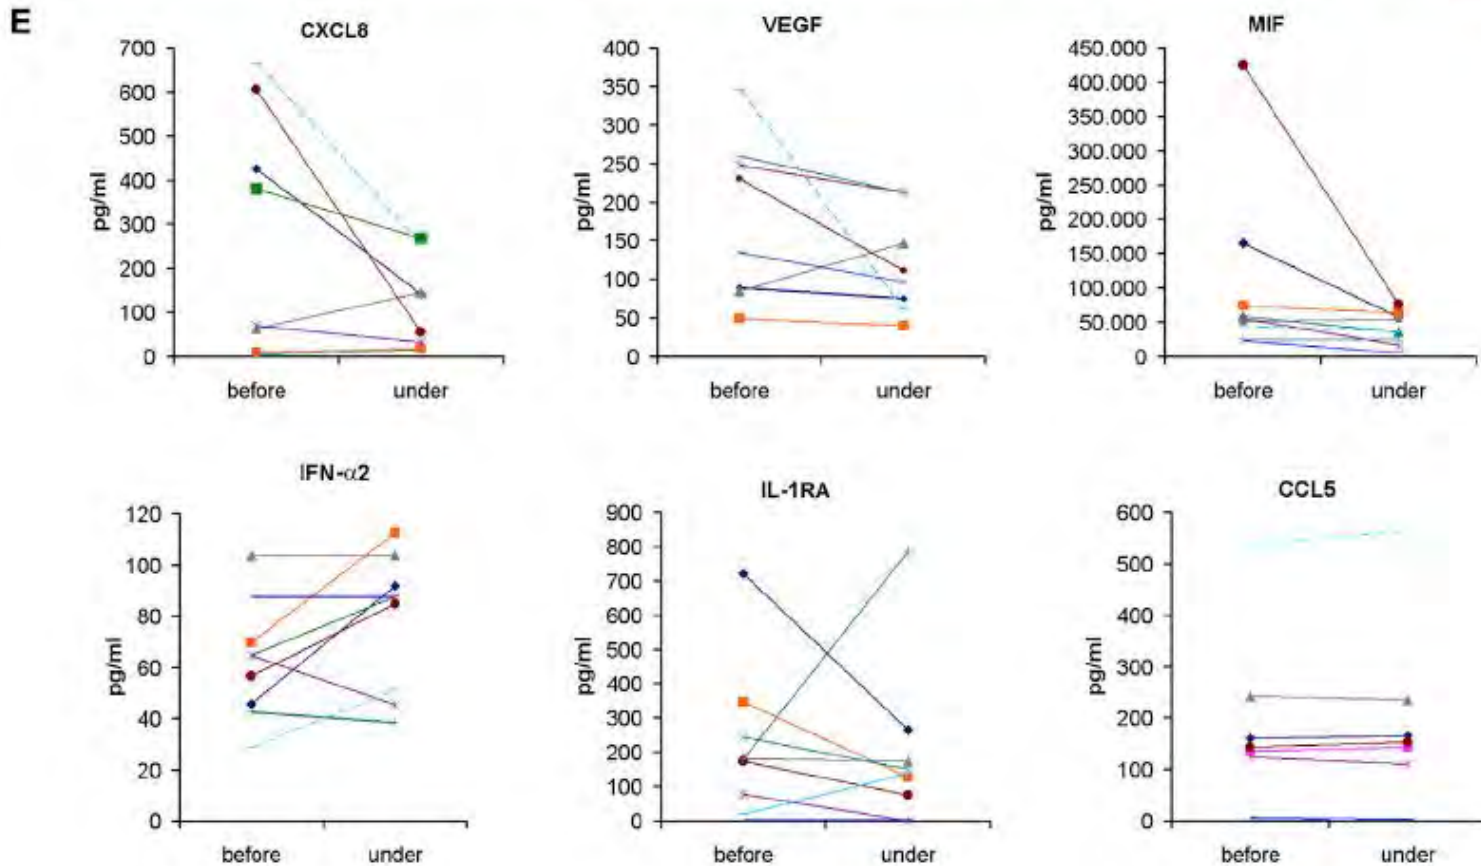 E
CXCL8
700
600
500
400
300
200
100
0
pg/ml
before under
VEGF
400
350
300
250
200
150
100
50
0
pg/ml
before under
MIF
450.000
400.000
350.000
300.000
250.000
200.000
150.000
100.000
50.000
0
pg/ml
before under
IFN-α2
120
100
80
60
40
20
0
pg/ml
before under
IL-1RA
900
800
700
600
500
400
300
200
100
0
pg/ml
before under
CCL5
600
500
400
300
200
100
0
pg/ml
before under